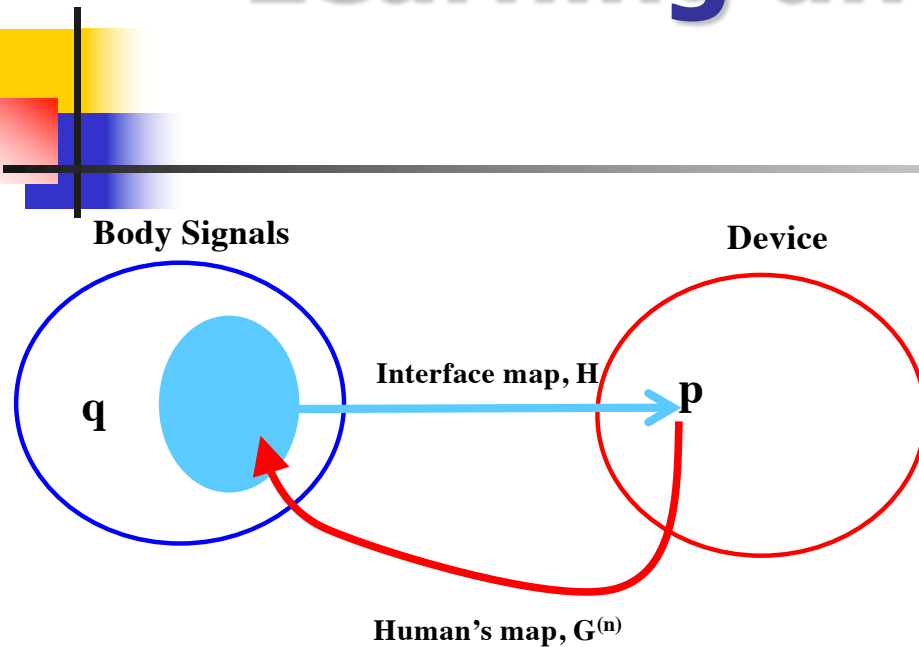 Body Signals
Device
Interface map, H
p
q
Human’s map, G⁽ⁿ⁾